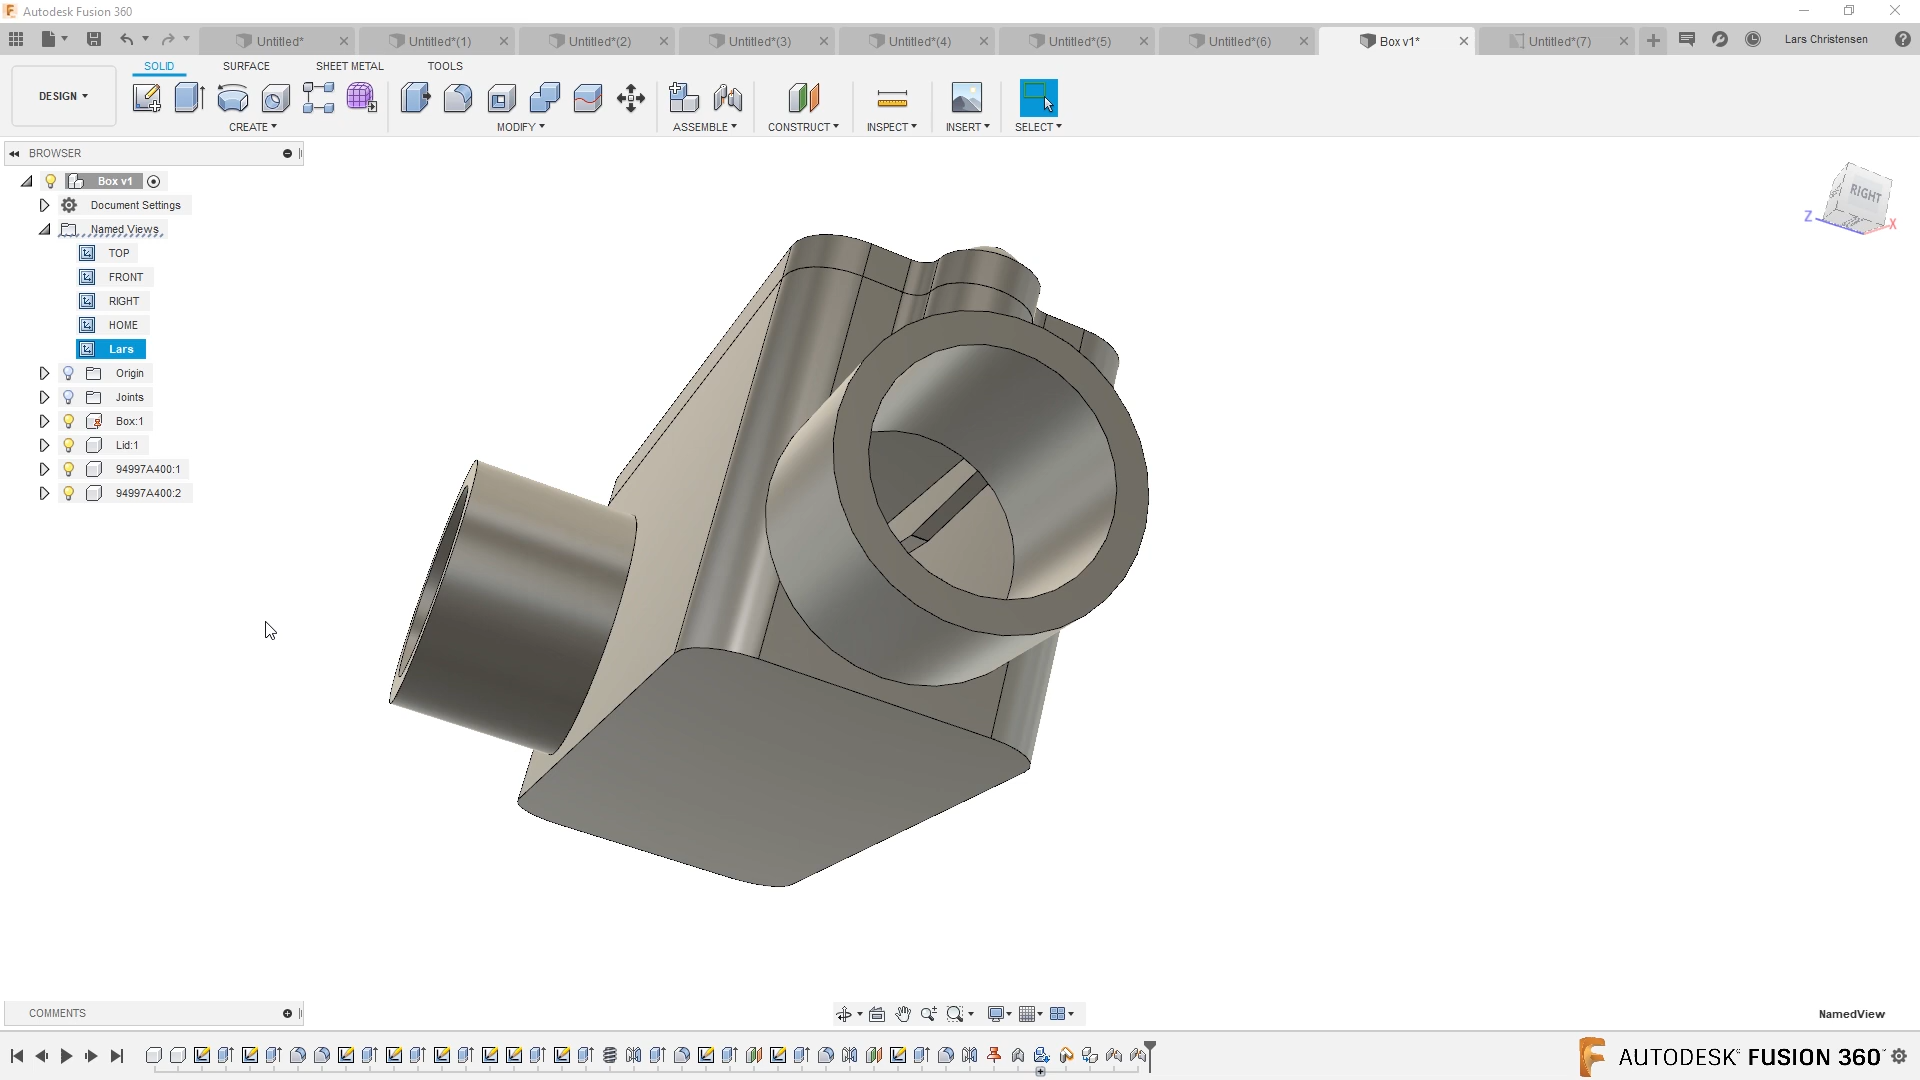 Autodesk Fusion 360
Untitled*
Untitled*(1)
Untitled*(2)
Untitled*(3)
Untitled*(4)
Untitled*(5)
Untitled*(6)
Box v1*
Untitled*(7)
Lars Christensen
DESIGN
SOLID
SURFACE
SHEET METAL
TOOLS
CREATE
MODIFY
ASSEMBLE
CONSTRUCT
INSPECT
INSERT
SELECT
BROWSER
Box v1
Document Settings
Named Views
TOP
FRONT
RIGHT
HOME
Lars
Origin
Joints
Box:1
Lid:1
94997A400:1
94997A400:2
RIGHT
Z
X
COMMENTS
NamedView
AUTODESK® FUSION 360™